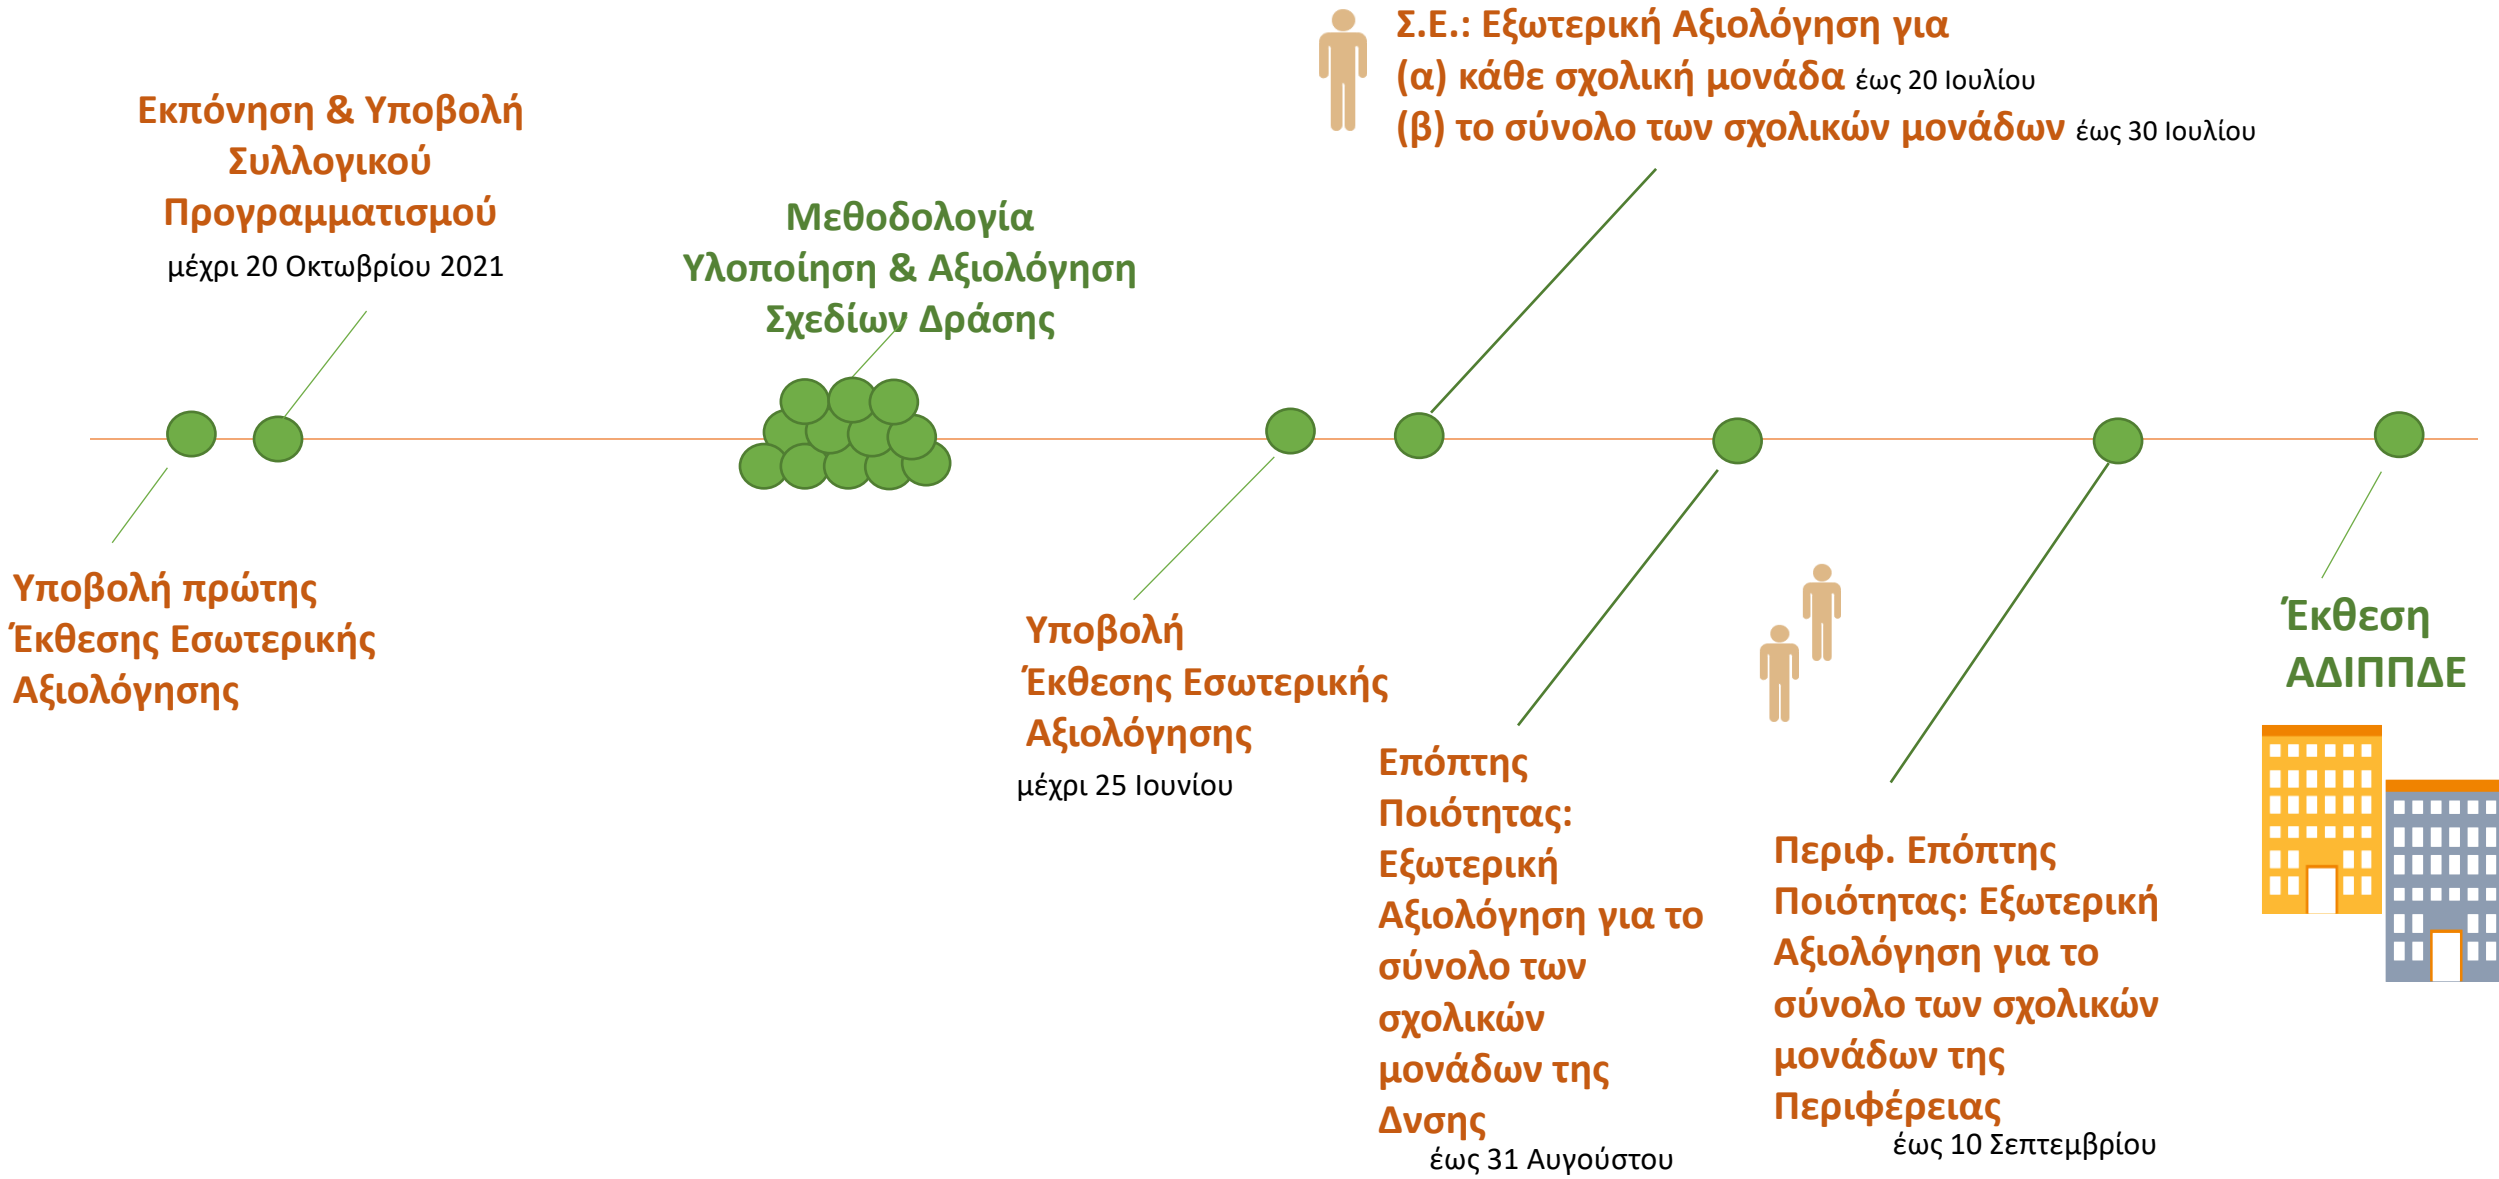 Σ.Ε.: Εξωτερική Αξιολόγηση για
(α) κάθε σχολική μονάδα έως 20 Ιουλίου
(β) το σύνολο των σχολικών μονάδων έως 30 Ιουλίου
Εκπόνηση & Υποβολή
Συλλογικού
Προγραμματισμού
μέχρι 20 Οκτωβρίου 2021
Μεθοδολογία
Υλοποίηση & Αξιολόγηση
Σχεδίων Δράσης
Υποβολή πρώτης
Έκθεσης Εσωτερικής
Αξιολόγησης
Υποβολή
Έκθεσης Εσωτερικής
Αξιολόγησης
μέχρι 25 Ιουνίου
Επόπτης
Ποιότητας:
Εξωτερική
Αξιολόγηση για το
σύνολο των
σχολικών
μονάδων της
Δνσης
έως 31 Αυγούστου
Περιφ. Επόπτης
Ποιότητας: Εξωτερική
Αξιολόγηση για το
σύνολο των σχολικών
μονάδων της
Περιφέρειας
έως 10 Σεπτεμβρίου
Έκθεση
ΑΔΙΠΠΔΕ